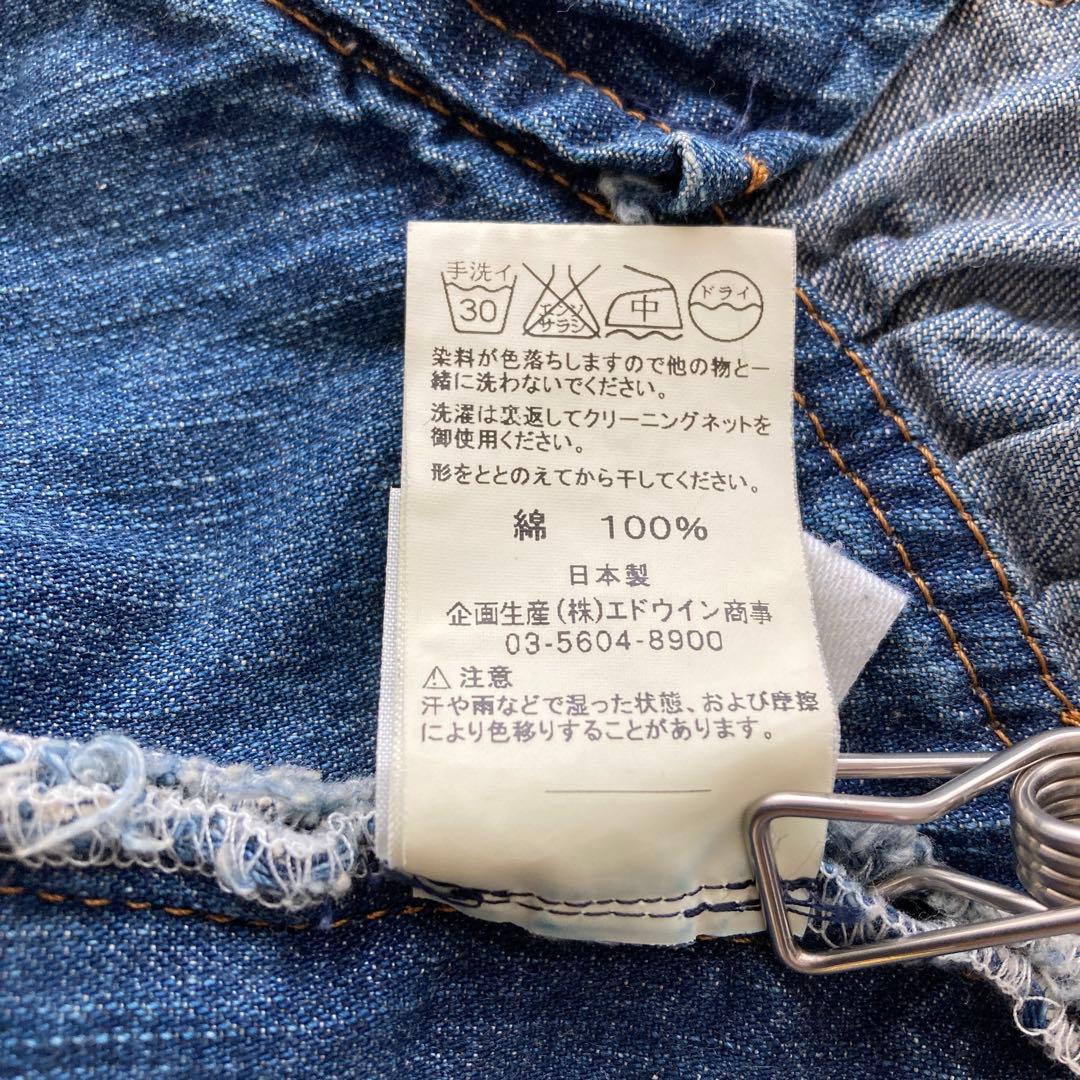 手洗イ
30
エンソ
サラシ
中
ドライ
染料が色落ちしますので他の物と一
緒に洗わないでください。
洗濯は裏返してクリーニングネットを
御使用ください。
形をととのえてから干してください。
綿 100%
日本製
企画生産(株)エドウイン商事
03-5604-8900
⚠ 注意
汗や雨などで湿った状態、および摩擦
により色移りすることがあります。